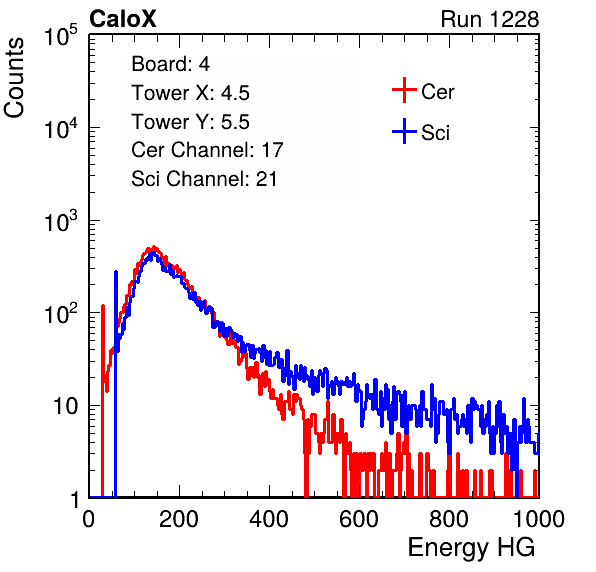 CaloX Run 1228
Counts
10^5
10^4
10^3
10^2
10
1
Board: 4
Tower X: 4.5
Tower Y: 5.5
Cer Channel: 17
Sci Channel: 21
Cer
Sci
0 200 400 600 800 1000
Energy HG